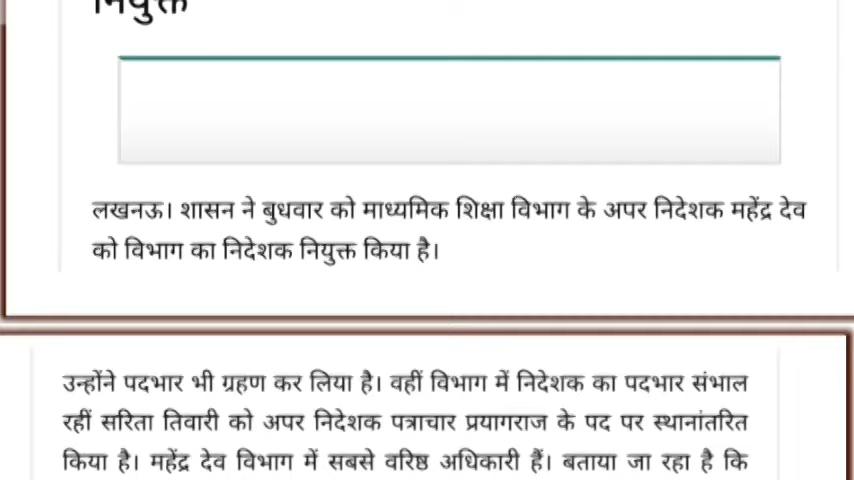 नियुक्त
लखनऊ। शासन ने बुधवार को माध्यमिक शिक्षा विभाग के अपर निदेशक महेंद्र देव
को विभाग का निदेशक नियुक्त किया है।
उन्होंने पदभार भी ग्रहण कर लिया है। वहीं विभाग में निदेशक का पदभार संभाल
रहीं सरिता तिवारी को अपर निदेशक पत्राचार प्रयागराज के पद पर स्थानांतरित
किया है। महेंद्र देव विभाग में सबसे वरिष्ठ अधिकारी हैं। बताया जा रहा है कि